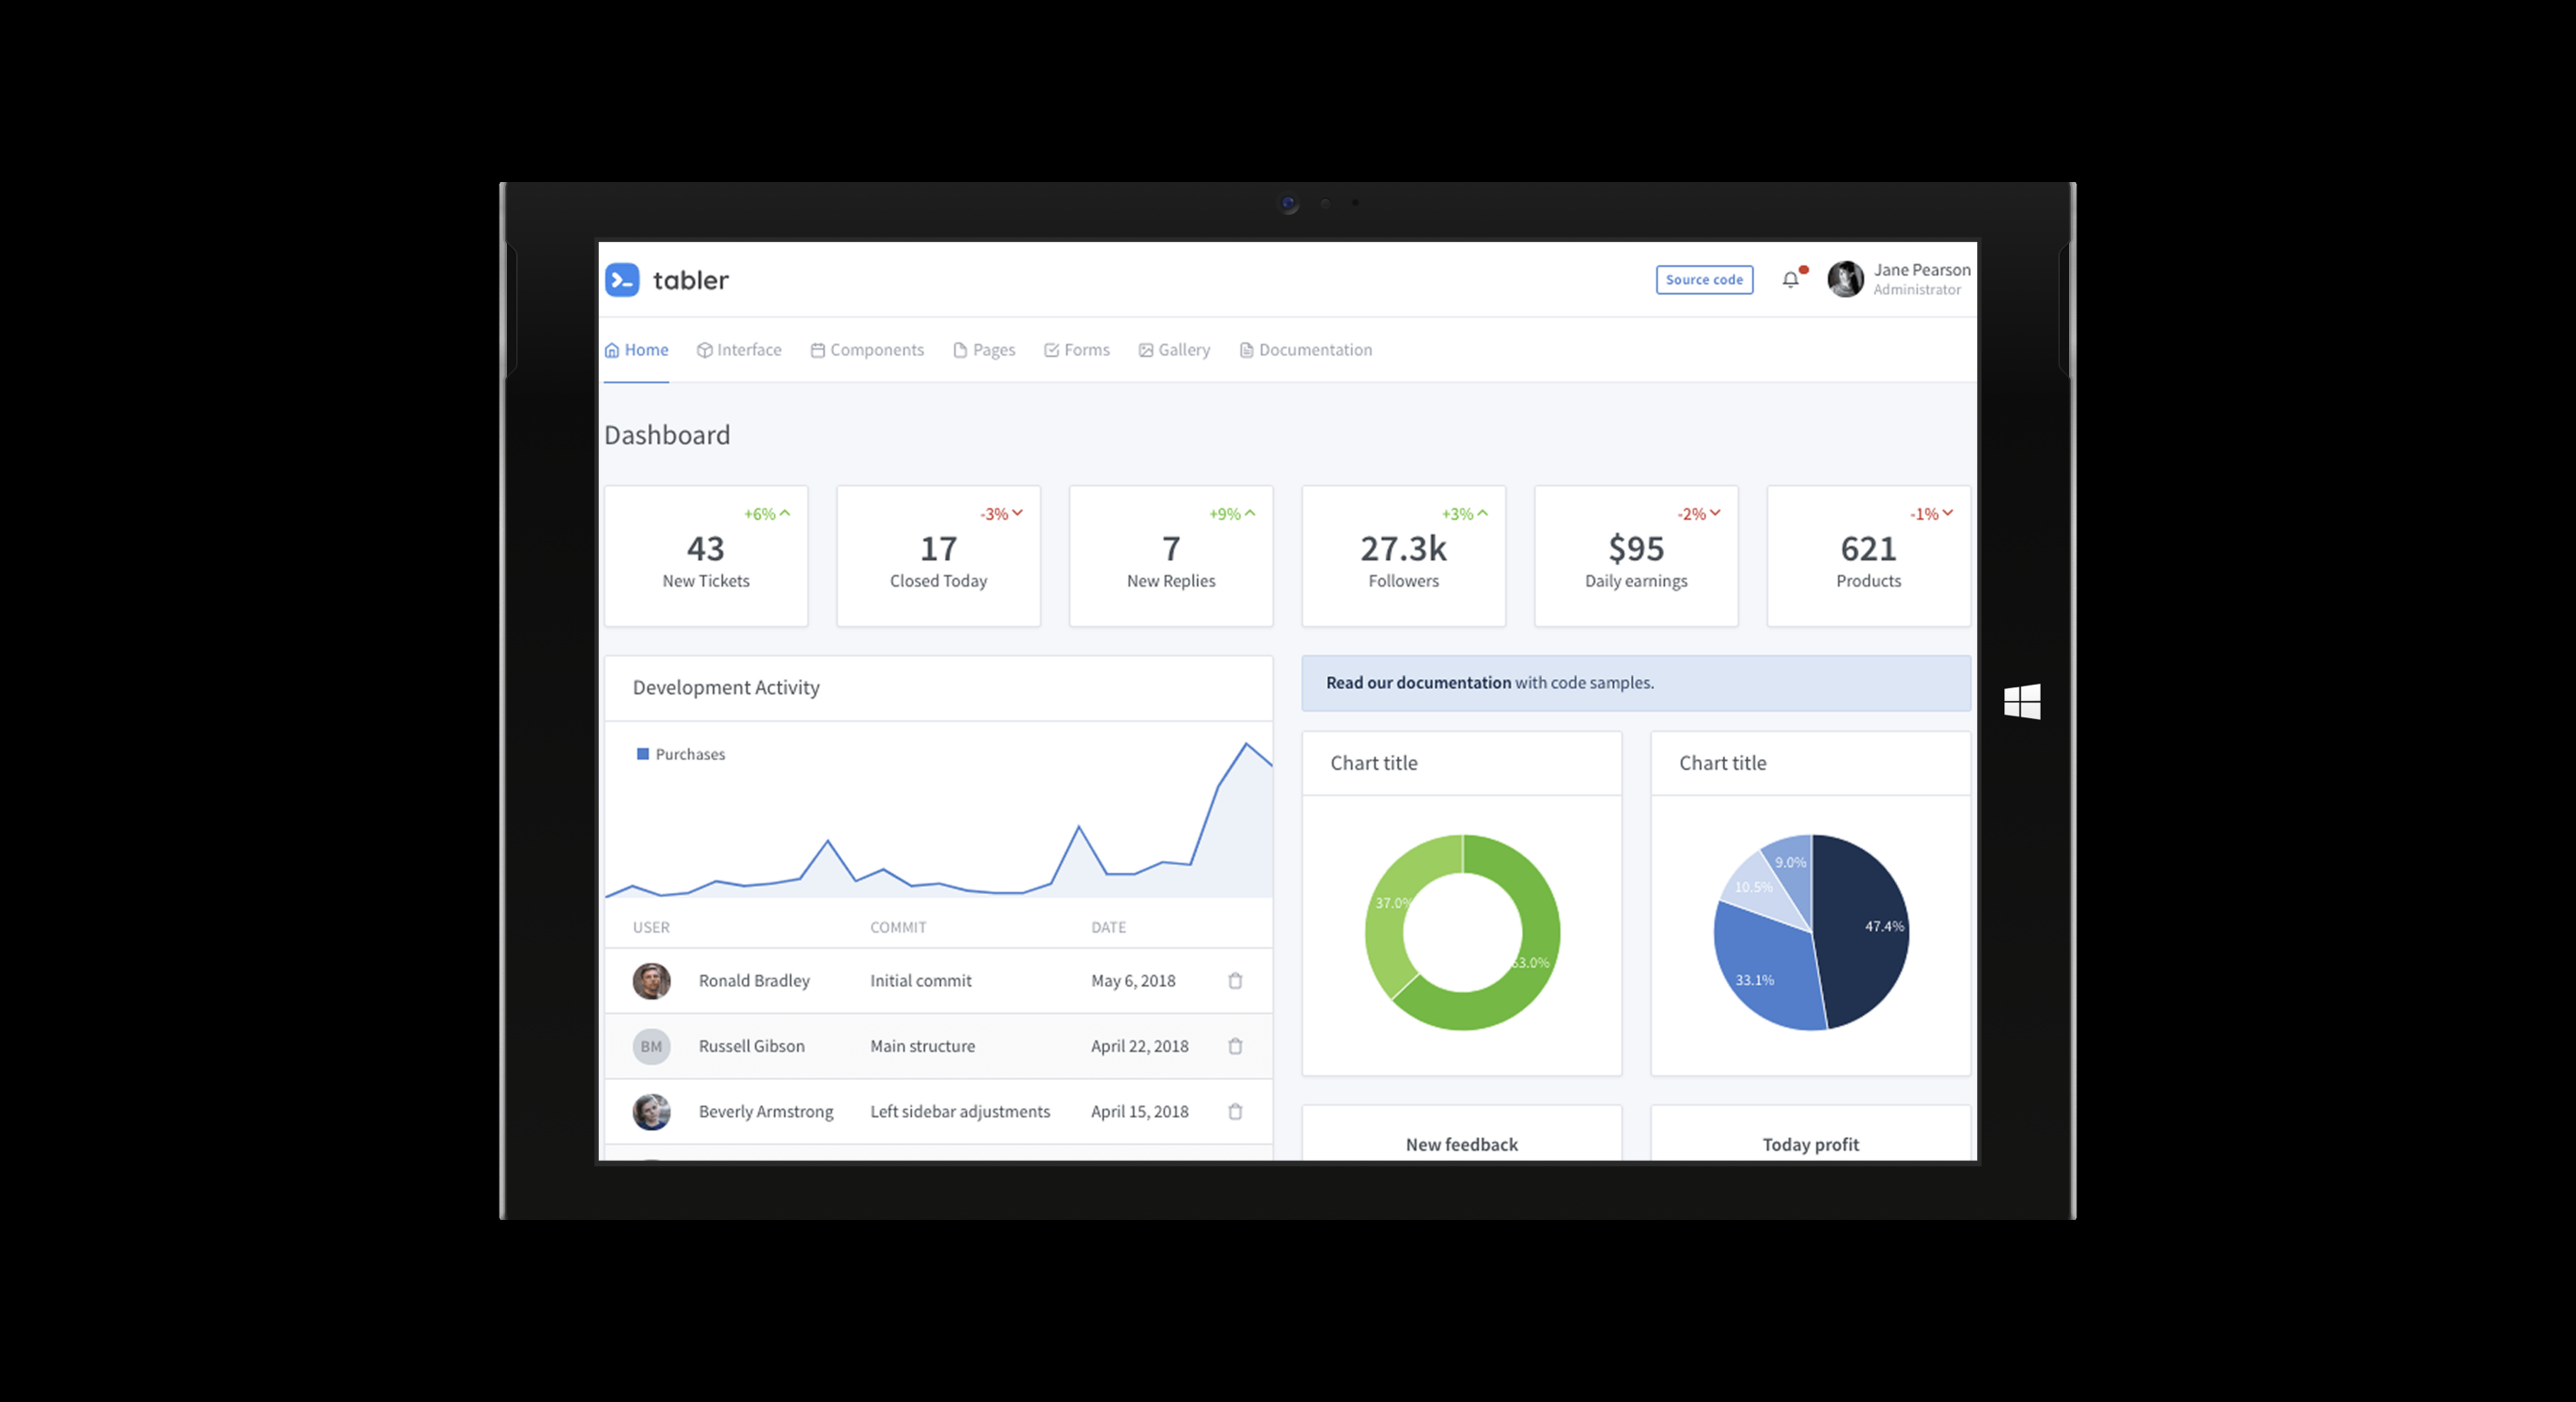 tabler
Source code
Jane Pearson
Administrator
Home Interface Components Pages Forms Gallery Documentation
Dashboard
+6%
43
New Tickets
-3%
17
Closed Today
+9%
7
New Replies
+3%
27.3k
Followers
-2%
$95
Daily earnings
-1%
621
Products
Development Activity
Purchases
USER COMMIT DATE
Ronald Bradley Initial commit May 6, 2018
BM Russell Gibson Main structure April 22, 2018
Beverly Armstrong Left sidebar adjustments April 15, 2018
Read our documentation with code samples.
Chart title
37.0%
63.0%
Chart title
9.0%
10.5%
47.4%
33.1%
New feedback
Today profit